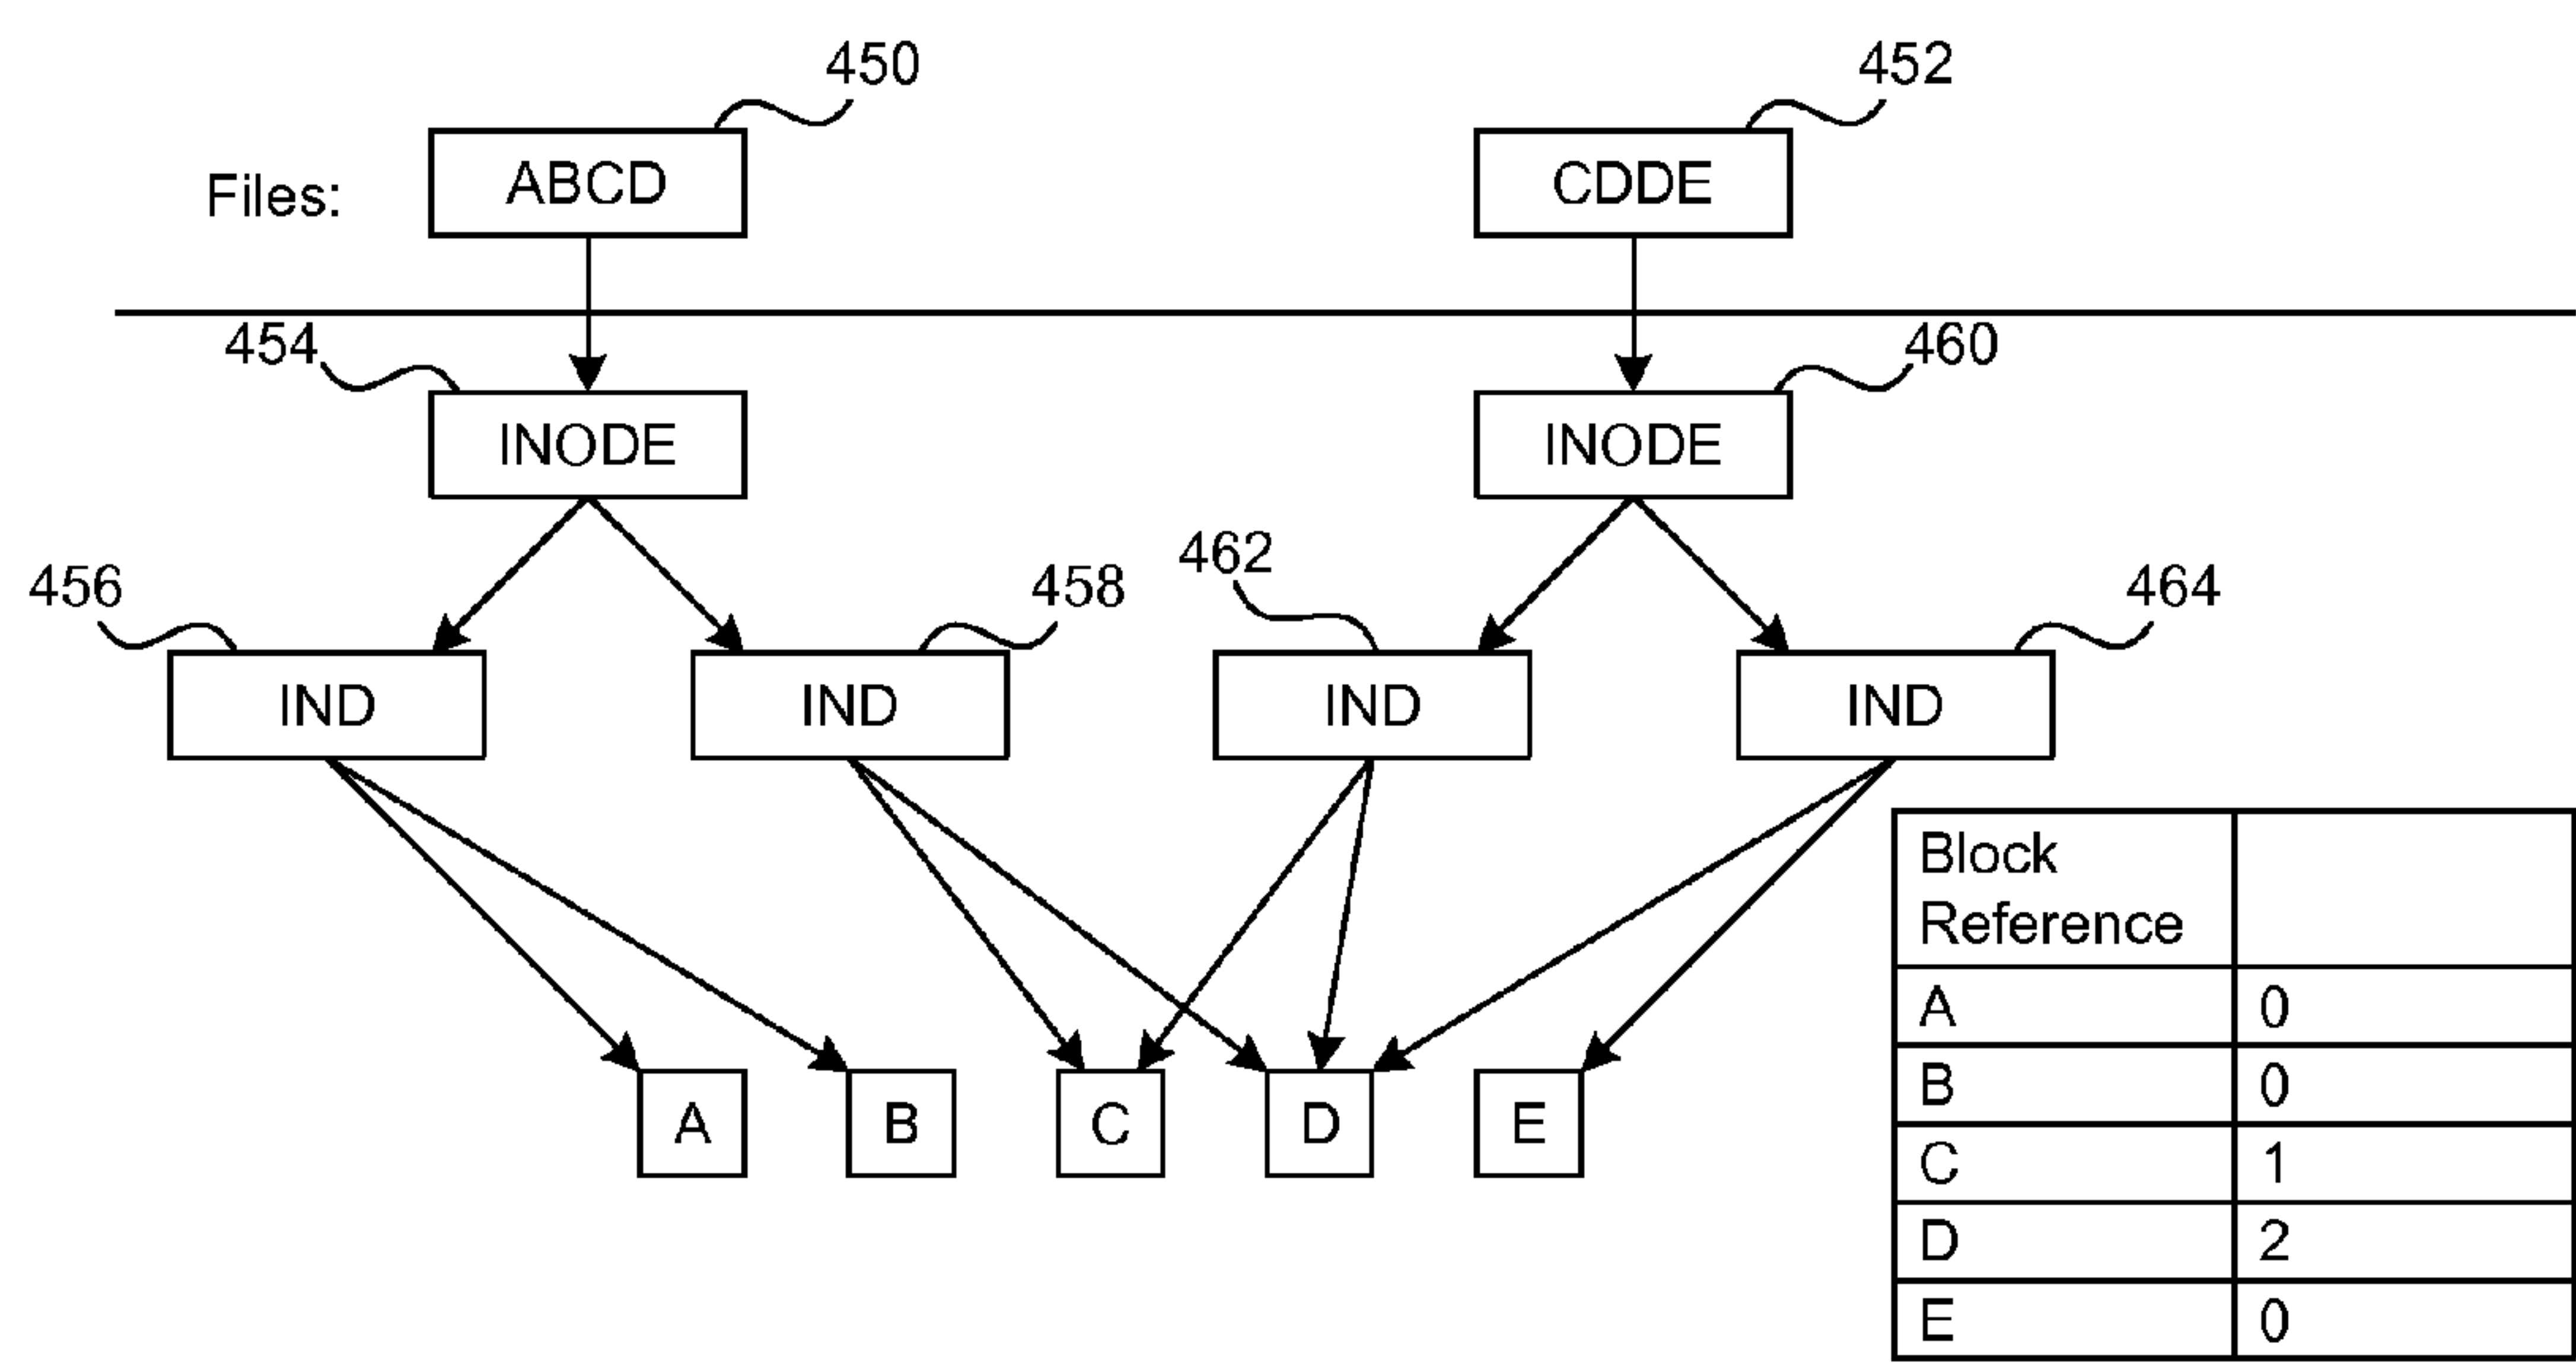 450
452
Files:
ABCD
CDDE
454
460
INODE
INODE
456
458
462
464
IND
IND
IND
IND
A
B
C
D
E
Block
Reference
A 0
B 0
C 1
D 2
E 0